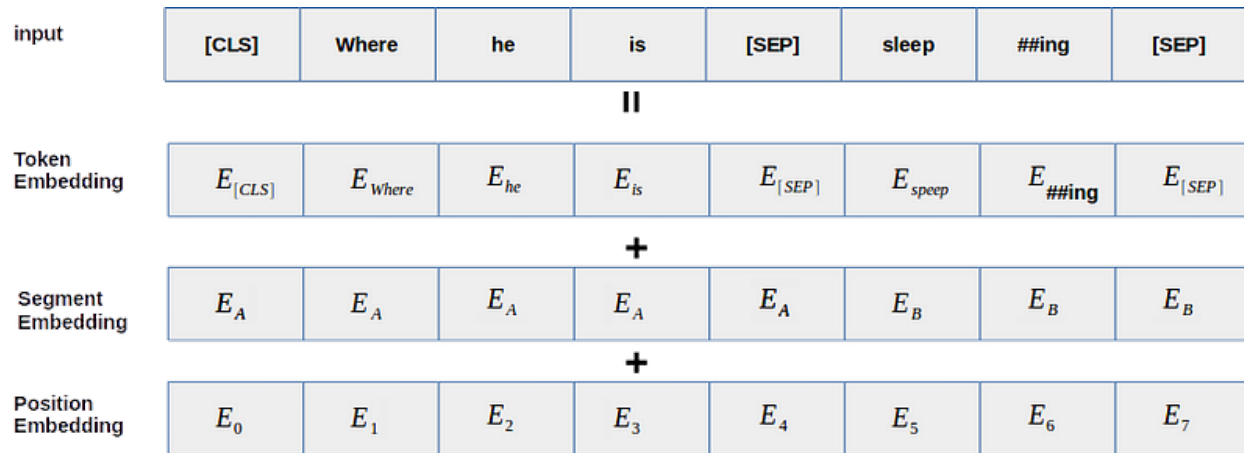 input [CLS] Where he is [SEP] sleep ##ing [SEP]
=
Token Embedding E[CLS] EWhere Ehe Eis E[SEP] Espeep E##ing E[SEP]
+
Segment Embedding EA EA EA EA EA EB EB EB
+
Position Embedding E0 E1 E2 E3 E4 E5 E6 E7